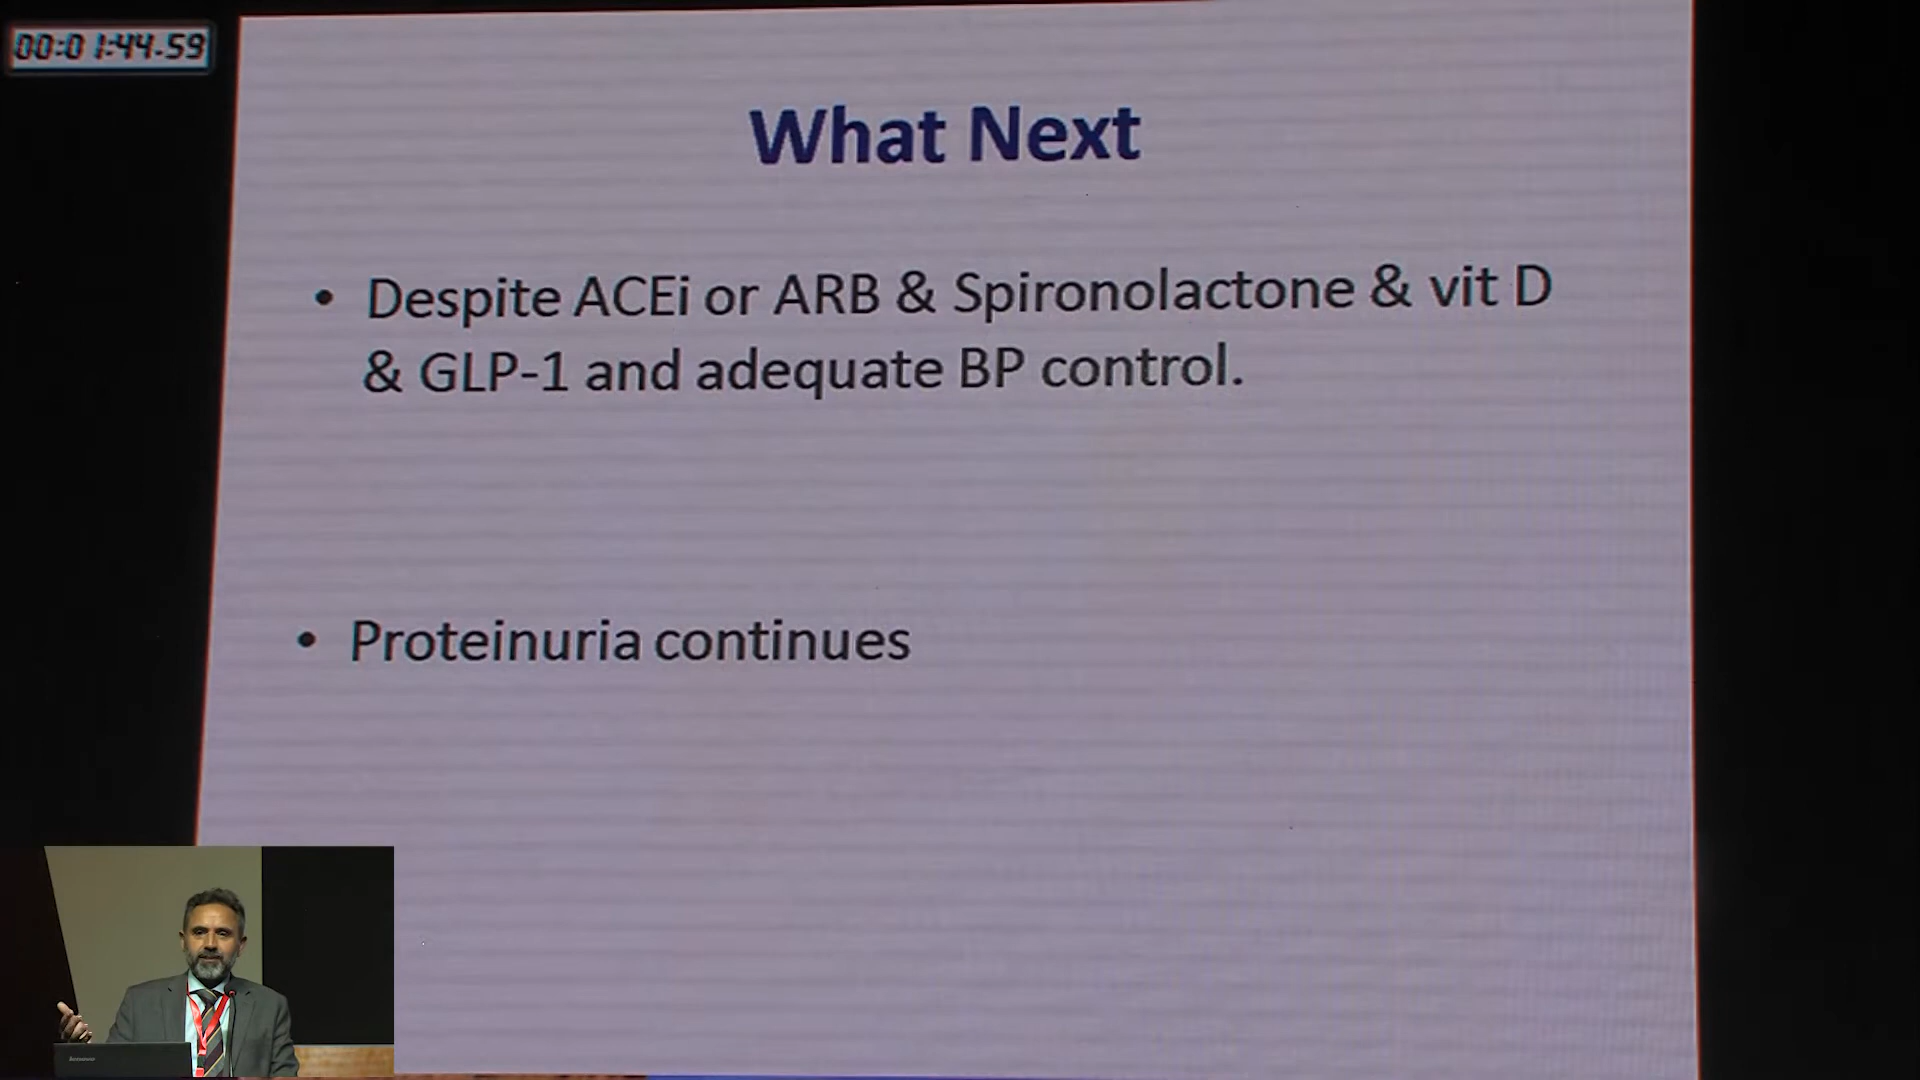 00:01:44.59
What Next
• Despite ACEi or ARB & Spironolactone & vit D
& GLP-1 and adequate BP control.
• Proteinuria continues